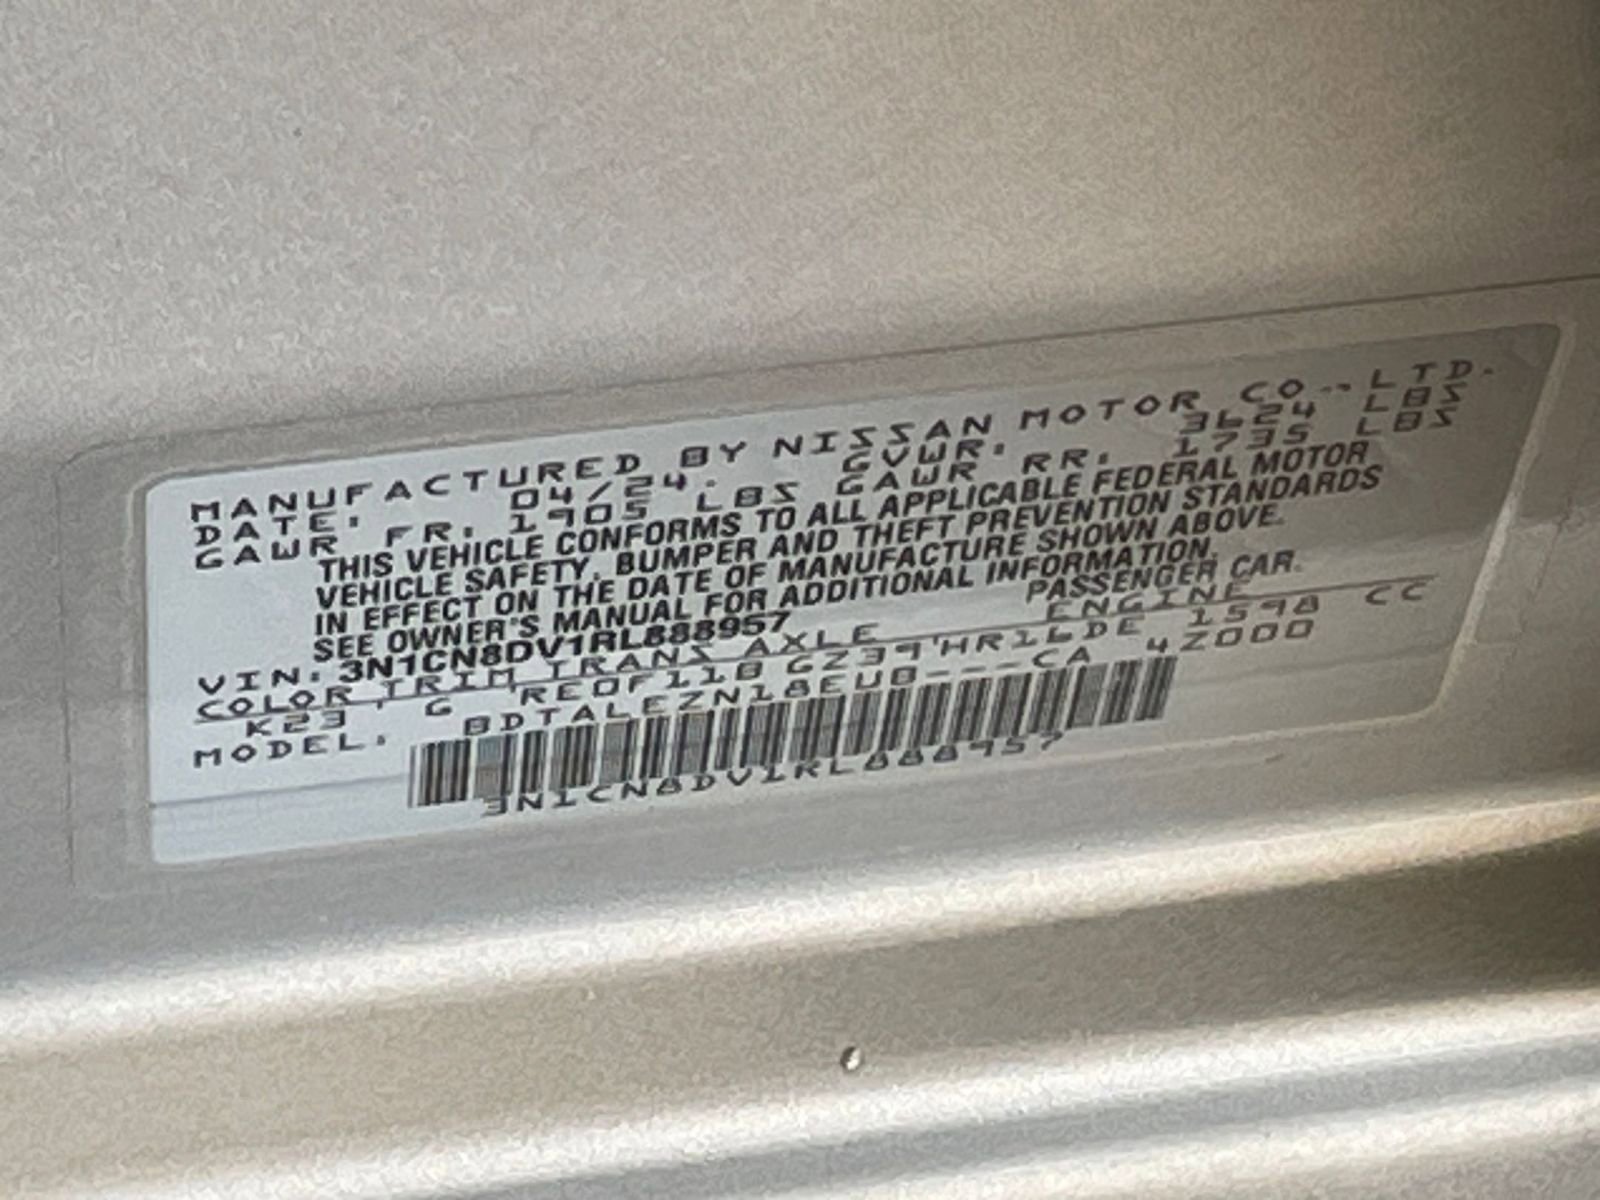 MANUFACTURED BY NISSAN MOTOR CO., LTD.
DATE: 04/24. GVWR: 3624 LBS
GAWR FR: 1905 LBS GAWR RR: 1735 LBS
THIS VEHICLE CONFORMS TO ALL APPLICABLE FEDERAL MOTOR
VEHICLE SAFETY, BUMPER AND THEFT PREVENTION STANDARDS
IN EFFECT ON THE DATE OF MANUFACTURE SHOWN ABOVE.
SEE OWNER'S MANUAL FOR ADDITIONAL INFORMATION.
VIN: 3N1CN8DV1RL888957 PASSENGER CAR.
COLOR TRIM TRANS AXLE ENGINE
K23 G RE0F11B GZ39 HR16DE 1598 CC
MODEL: BDTALEZN18EUB---CA 4Z000
3N1CN8DV1RL888957